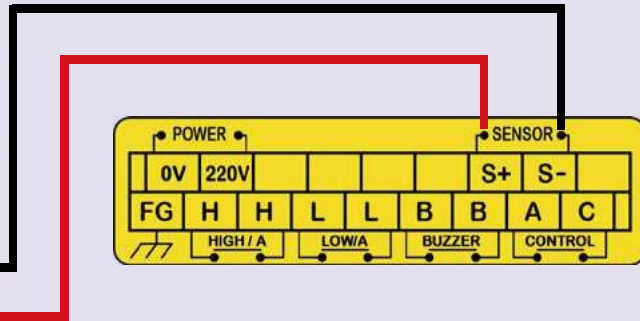 POWER SENSOR
0V 220V S+ S-
FG H H L L B B A C
HIGH / A LOW/A BUZZER CONTROL